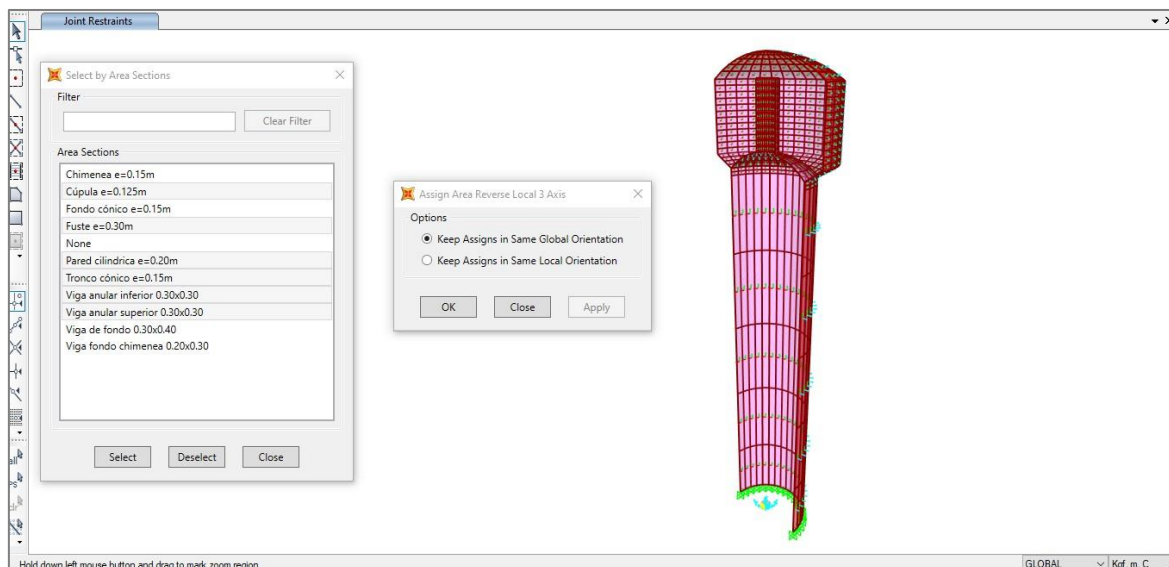 Joint Restraints
Select by Area Sections
Filter
Clear Filter
Area Sections
Chimenea e=0.15m
Cúpula e=0.125m
Fondo cónico e=0.15m
Fuste e=0.30m
None
Pared cilindrica e=0.20m
Tronco cónico e=0.15m
Viga anular inferior 0.30x0.30
Viga anular superior 0.30x0.30
Viga de fondo 0.30x0.40
Viga fondo chimenea 0.20x0.30
Select Deselect Close
Assign Area Reverse Local 3 Axis
Options
Keep Assigns in Same Global Orientation
Keep Assigns in Same Local Orientation
OK Close Apply
all
Hold down left mouse button and drag to mark zoom region
GLOBAL Kgf, m, C